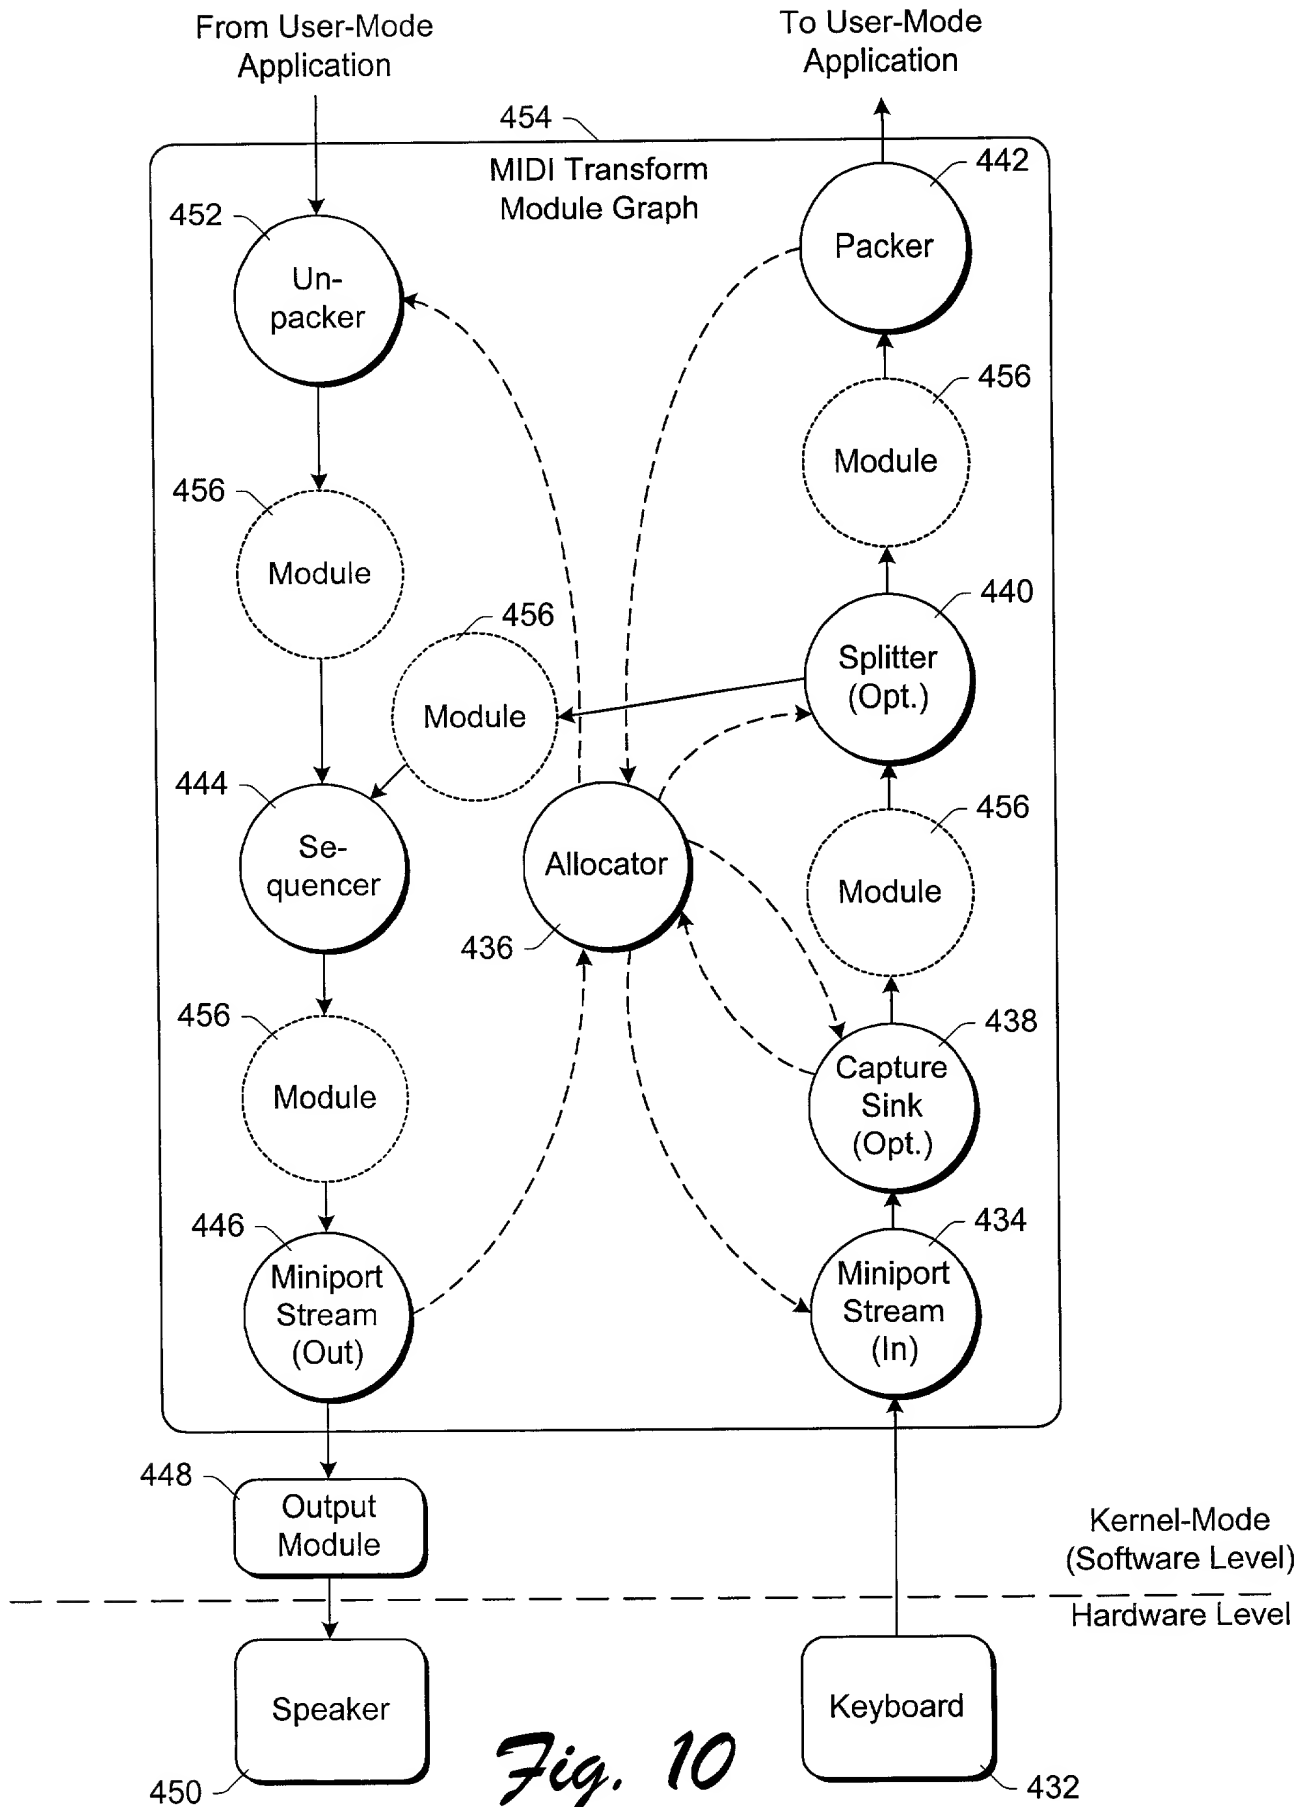 From User-Mode
Application
To User-Mode
Application
454
MIDI Transform
Module Graph
442
Packer
452
Un-
packer
456
Module
456
Module
456
Module
440
Splitter
(Opt.)
444
Se-
quencer
Allocator
436
456
Module
456
Module
438
Capture
Sink
(Opt.)
446
Miniport
Stream
(Out)
434
Miniport
Stream
(In)
448
Output
Module
Kernel-Mode
(Software Level)
Hardware Level
Speaker
450
Keyboard
432
Fig. 10